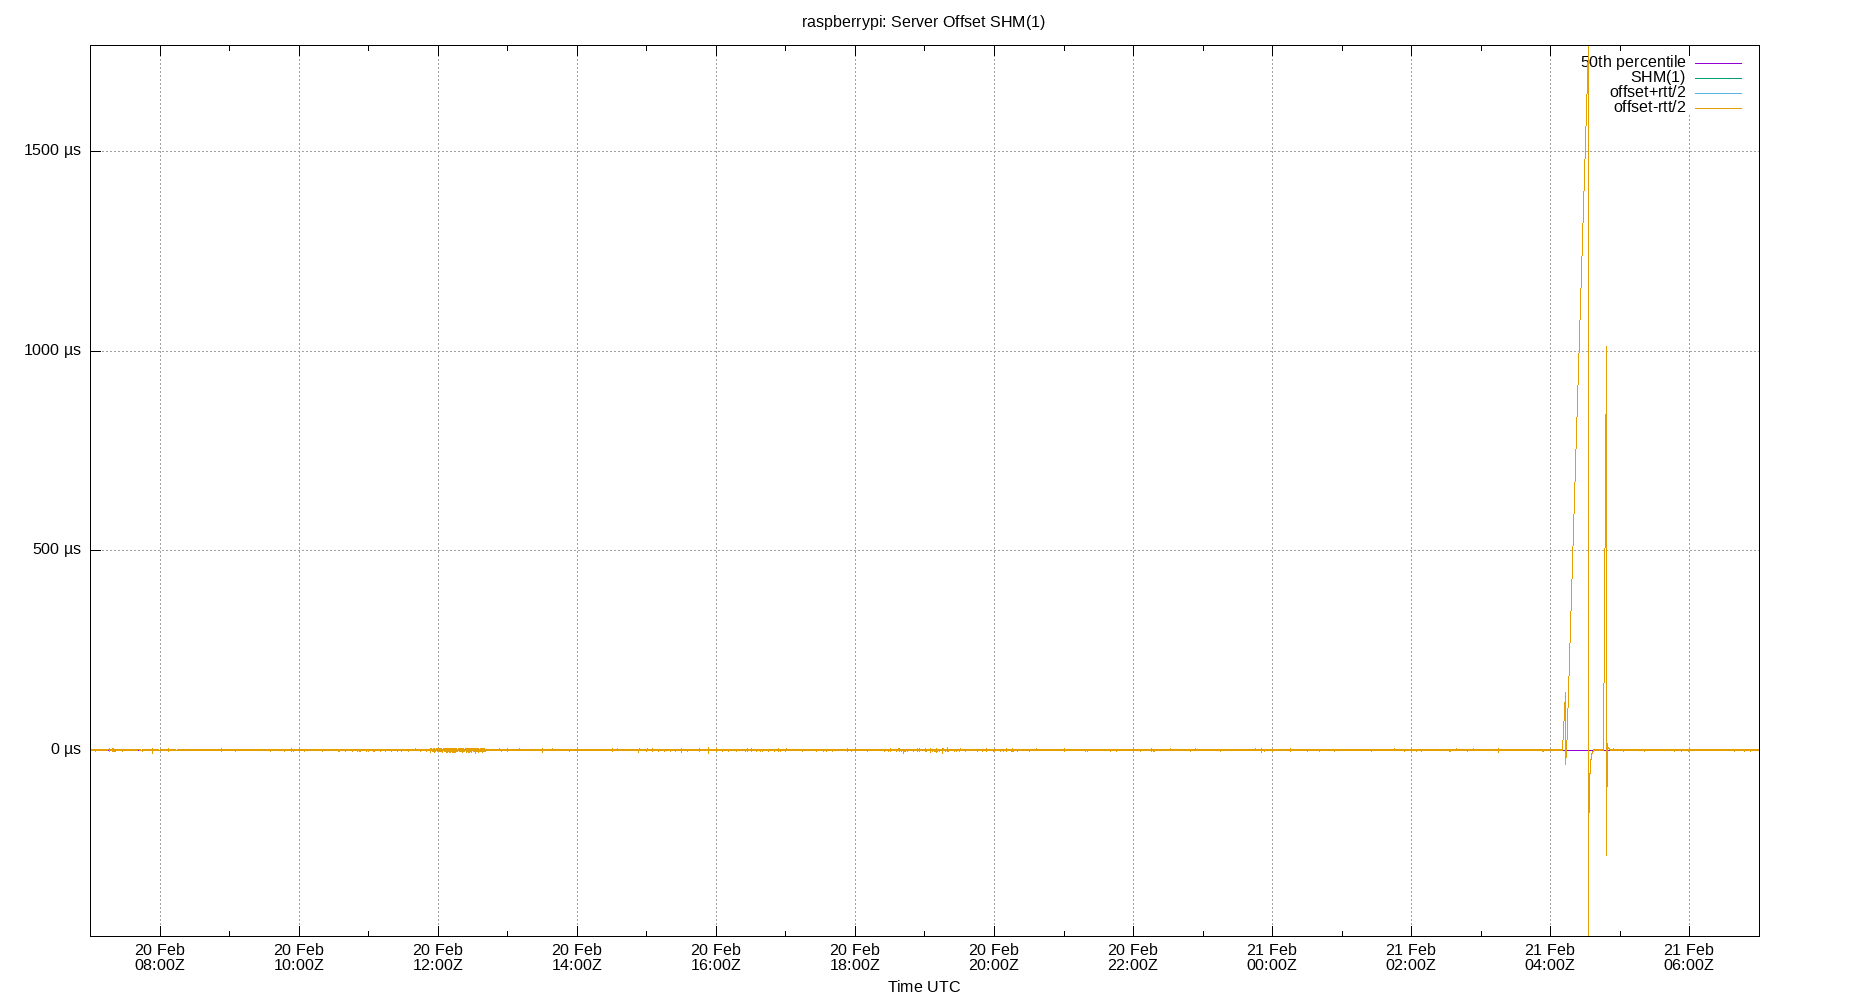 raspberrypi: Server Offset SHM(1)
50th percentile
SHM(1)
offset+rtt/2
offset-rtt/2
1500 µs
1000 µs
500 µs
0 µs
20 Feb 20 Feb 20 Feb 20 Feb 20 Feb 20 Feb 20 Feb 20 Feb 21 Feb 21 Feb 21 Feb 21 Feb
08:00Z 10:00Z 12:00Z 14:00Z 16:00Z 18:00Z 20:00Z 22:00Z 00:00Z 02:00Z 04:00Z 06:00Z
Time UTC